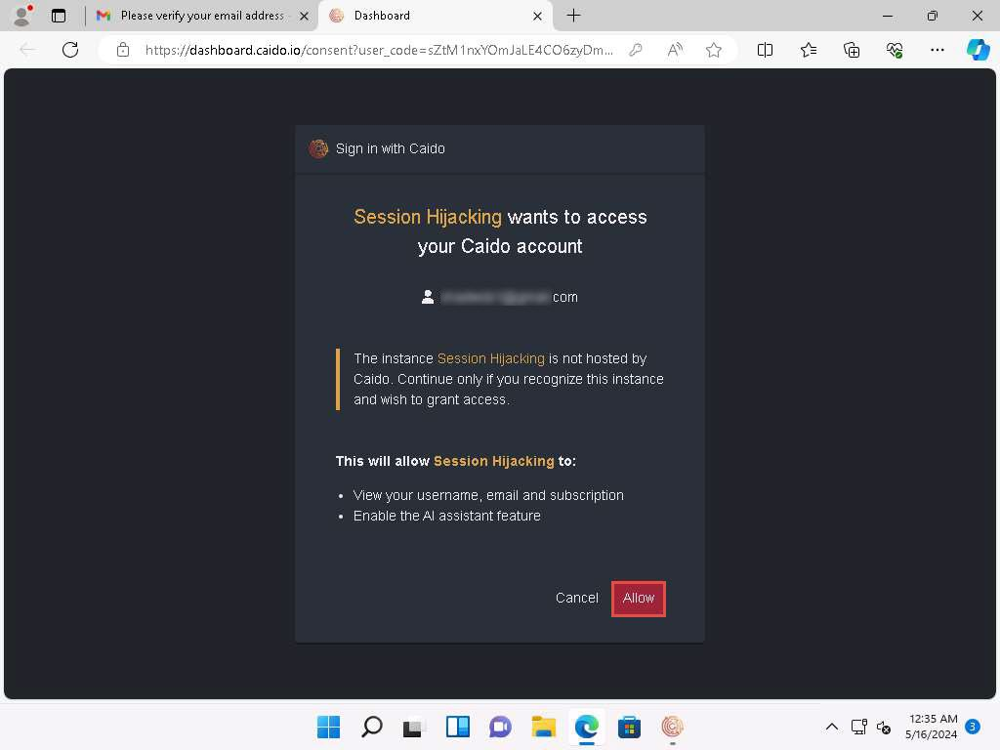 Please verify your email address -
Dashboard
https://dashboard.caido.io/consent?user_code=sZtM1nxYOmJaLE4CO6zyDm...
Sign in with Caido
Session Hijacking wants to access
your Caido account
com
The instance Session Hijacking is not hosted by
Caido. Continue only if you recognize this instance
and wish to grant access.
This will allow Session Hijacking to:
• View your username, email and subscription
• Enable the AI assistant feature
Cancel Allow
12:35 AM
5/16/2024
3